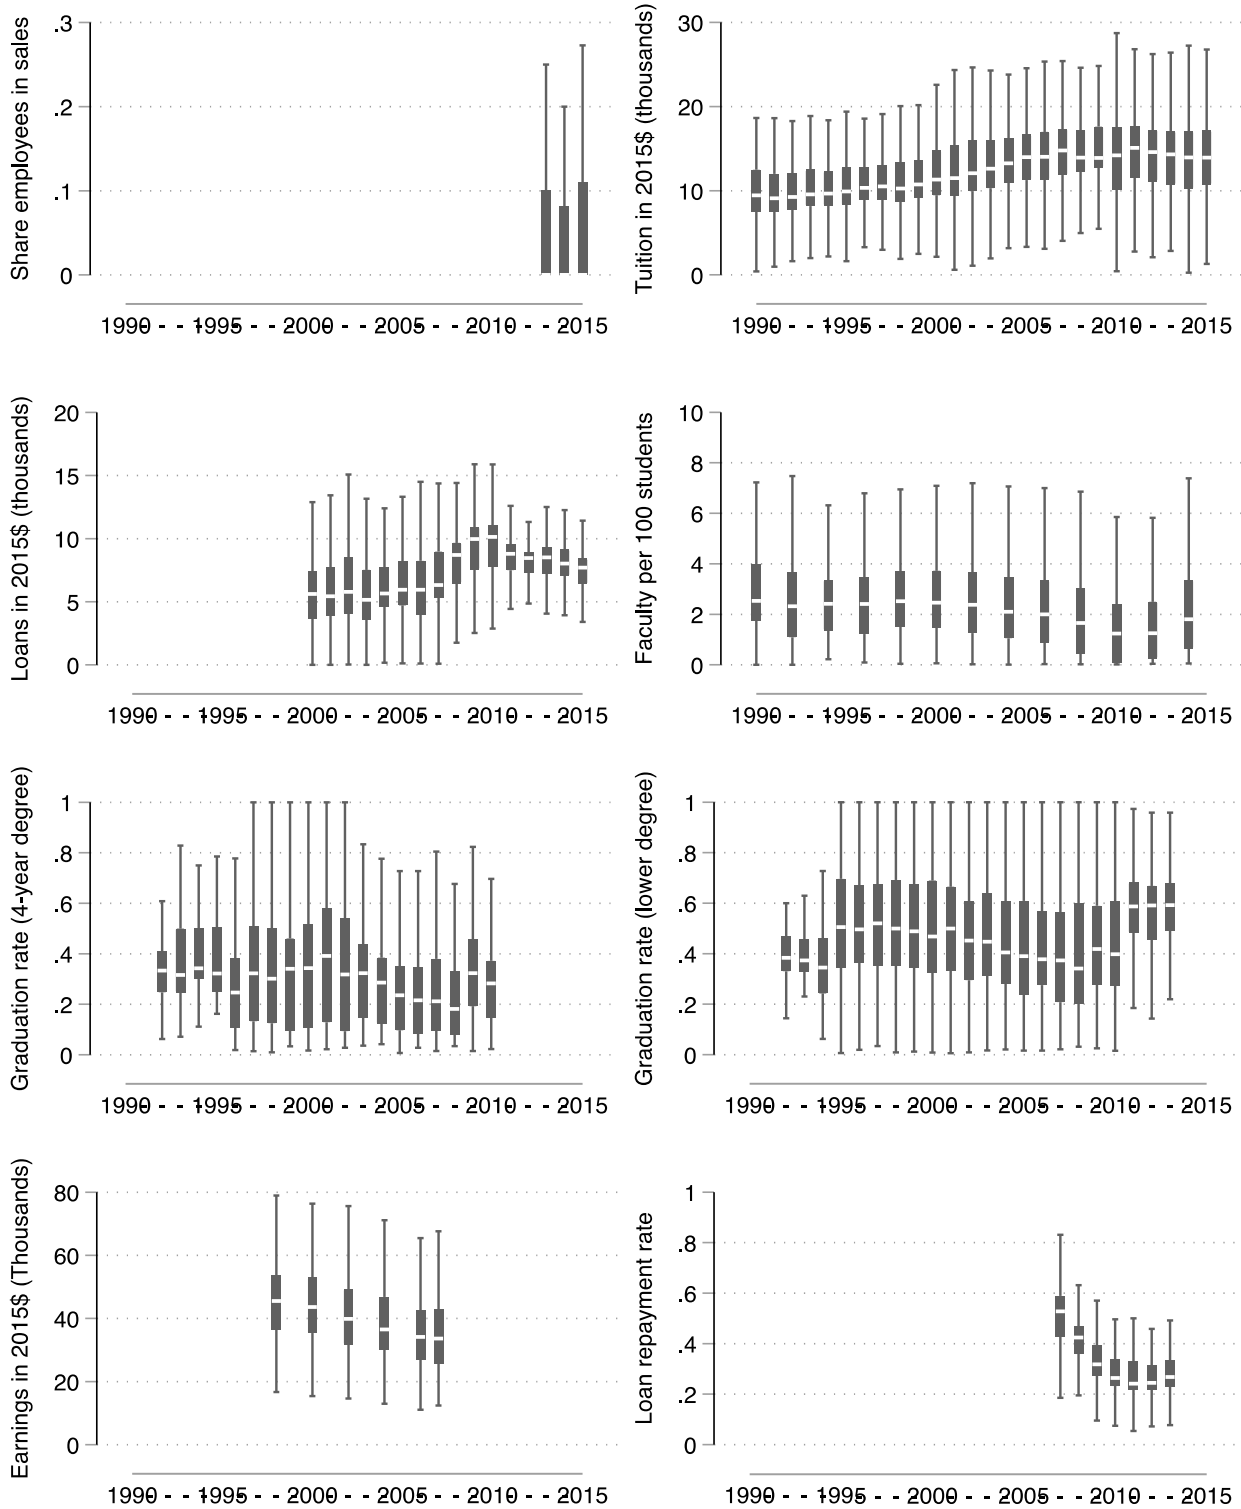 Share employees in sales
.3
.2
.1
0
1990 - - 1995 - - 2000 - - 2005 - - 2010 - - 2015
Tuition in 2015$ (thousands)
30
20
10
0
1990 - - 1995 - - 2000 - - 2005 - - 2010 - - 2015
Loans in 2015$ (thousands)
20
15
10
5
0
1990 - - 1995 - - 2000 - - 2005 - - 2010 - - 2015
Faculty per 100 students
10
8
6
4
2
0
1990 - - 1995 - - 2000 - - 2005 - - 2010 - - 2015
Graduation rate (4-year degree)
1
.8
.6
.4
.2
0
1990 - - 1995 - - 2000 - - 2005 - - 2010 - - 2015
Graduation rate (lower degree)
1
.8
.6
.4
.2
0
1990 - - 1995 - - 2000 - - 2005 - - 2010 - - 2015
Earnings in 2015$ (Thousands)
80
60
40
20
0
1990 - - 1995 - - 2000 - - 2005 - - 2010 - - 2015
Loan repayment rate
1
.8
.6
.4
.2
0
1990 - - 1995 - - 2000 - - 2005 - - 2010 - - 2015